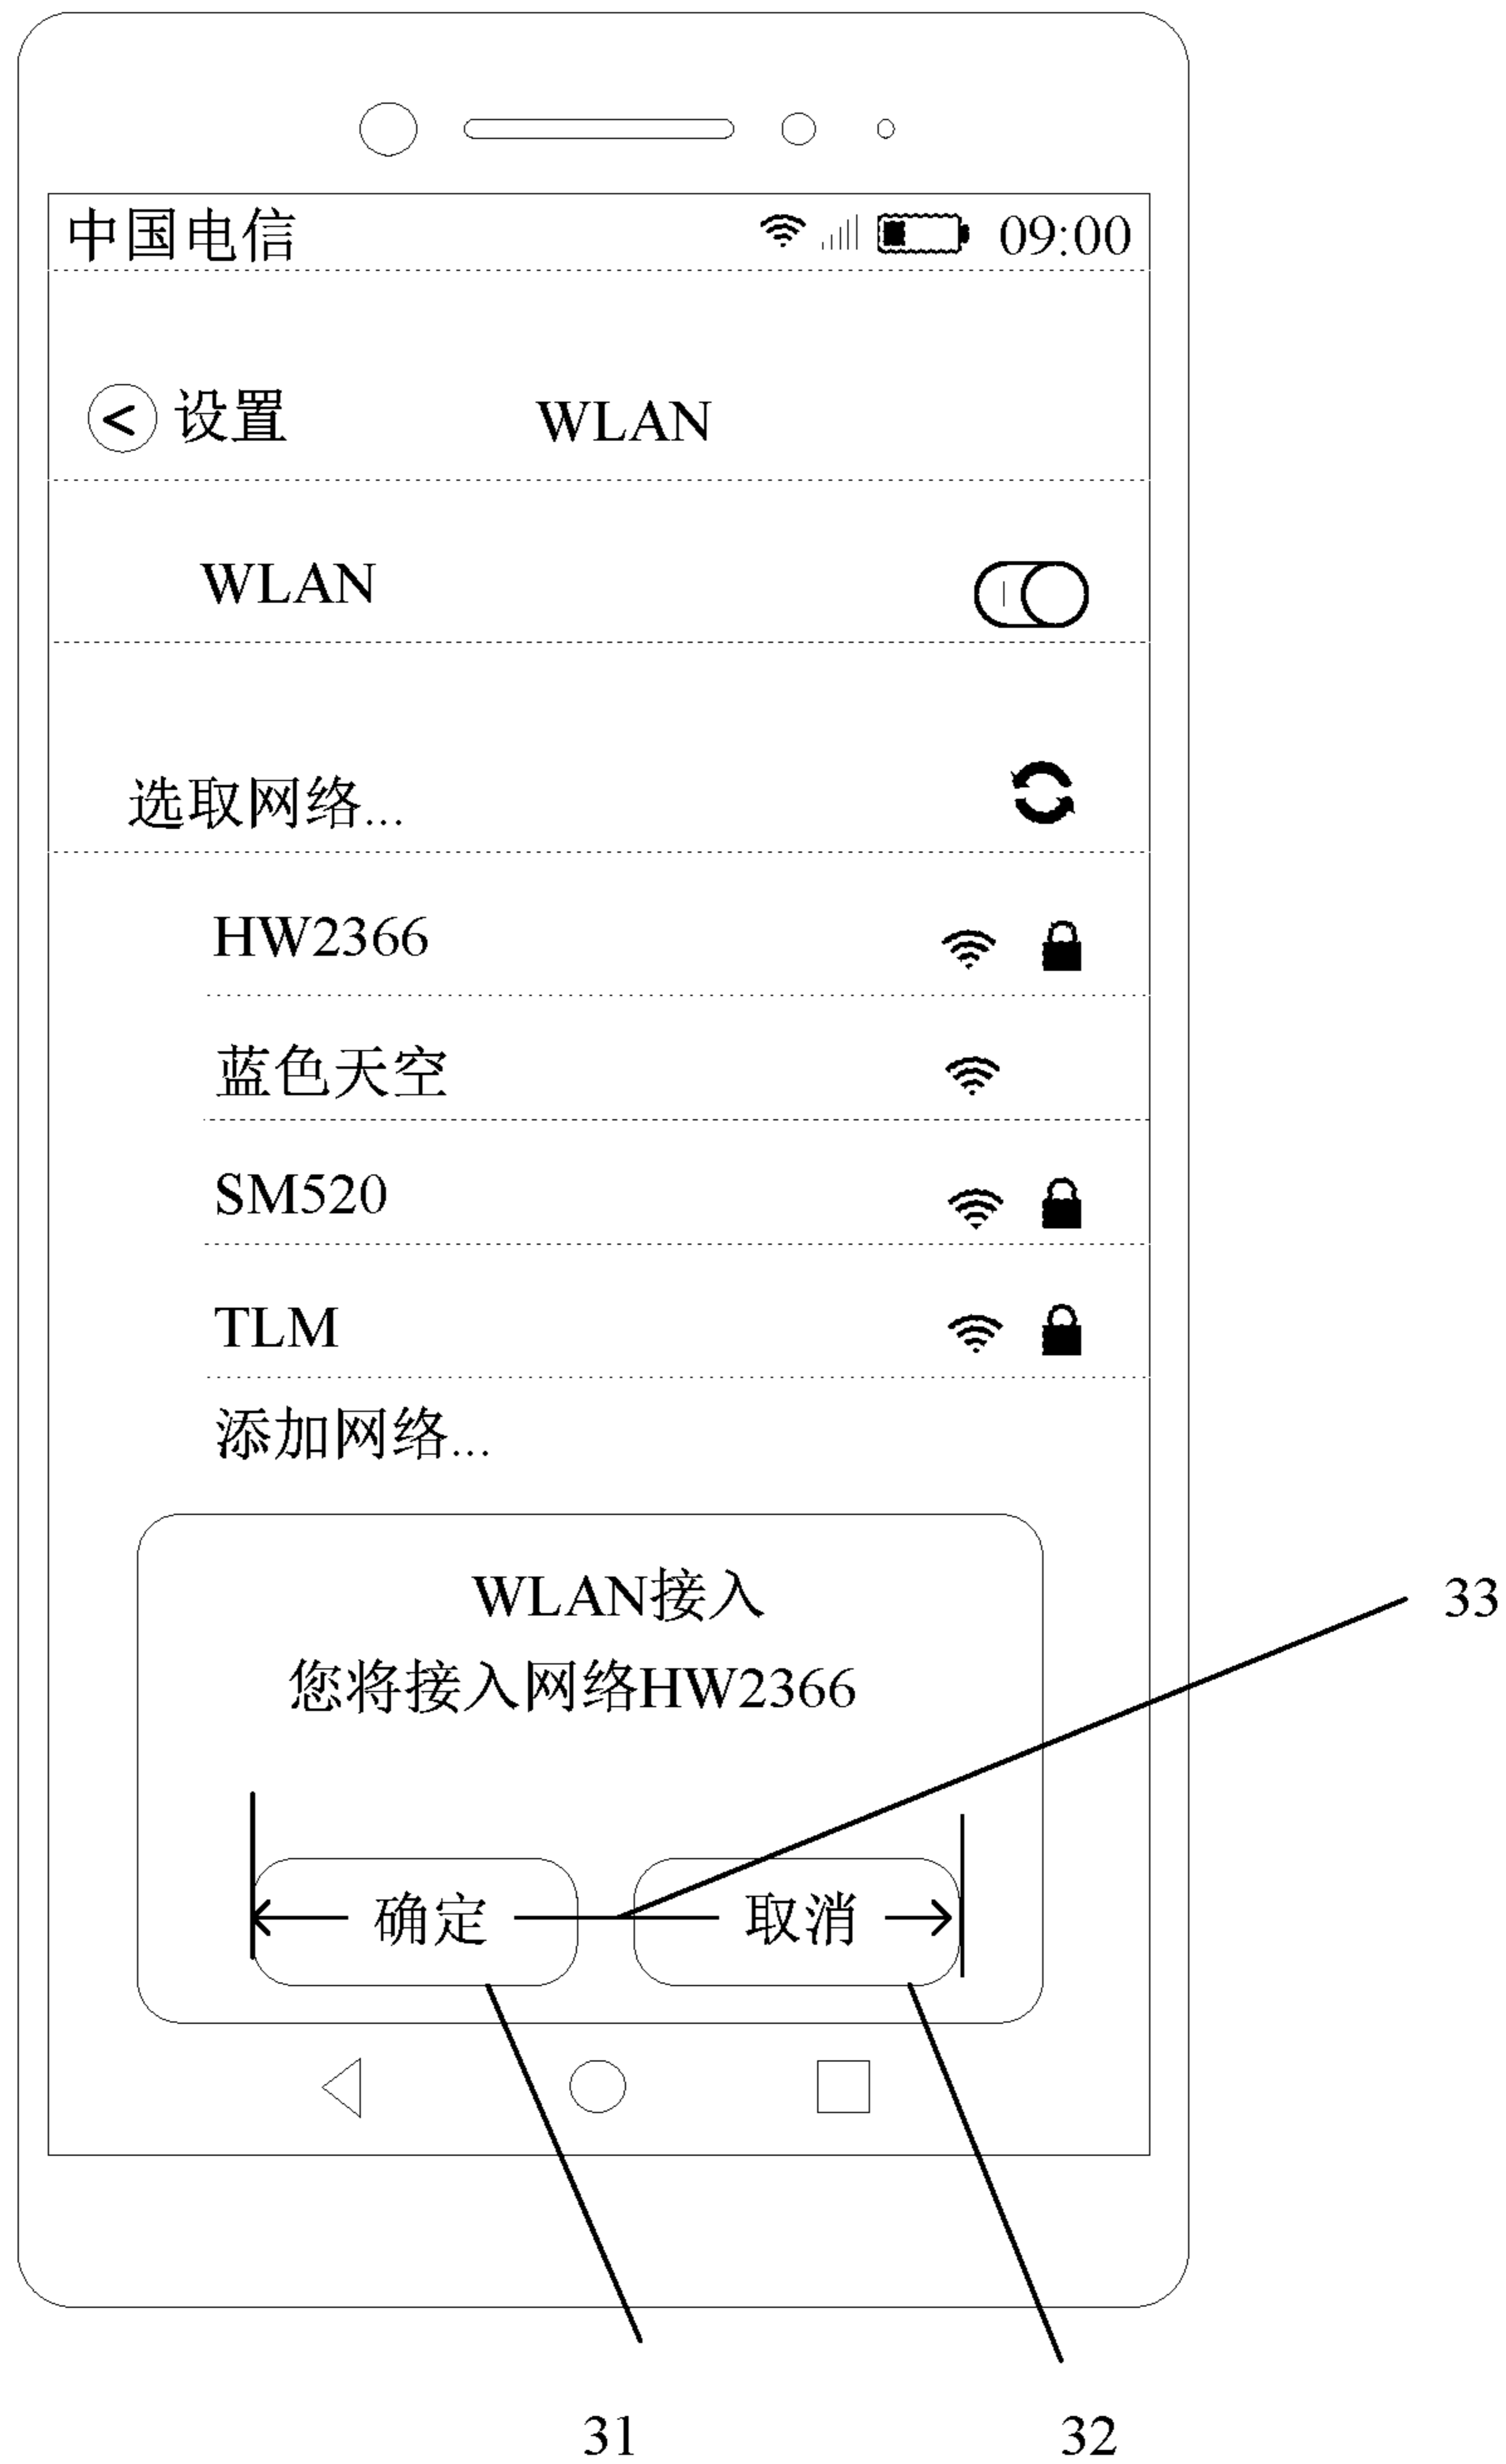 中国电信 09:00
< 设置 WLAN
WLAN
选取网络...
HW2366
蓝色天空
SM520
TLM
添加网络...
WLAN接入
您将接入网络HW2366
33
确定 取消
31 32